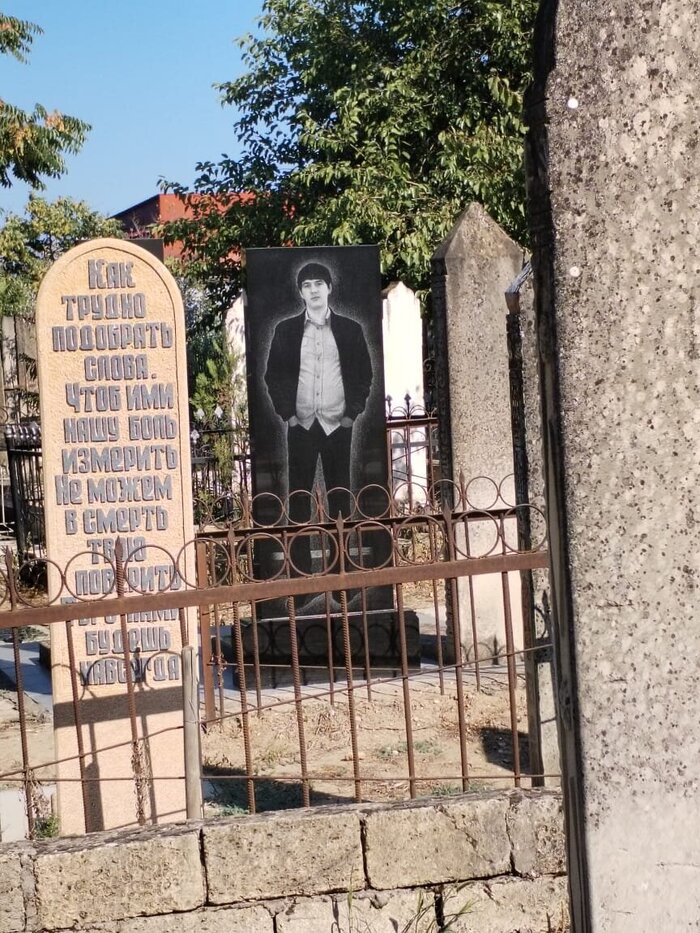 Как
трудно
подобрать
слова.
Чтоб ими
нашу боль
измерить
Не можем
в смерть
твою
поверить
будешь
навсегда